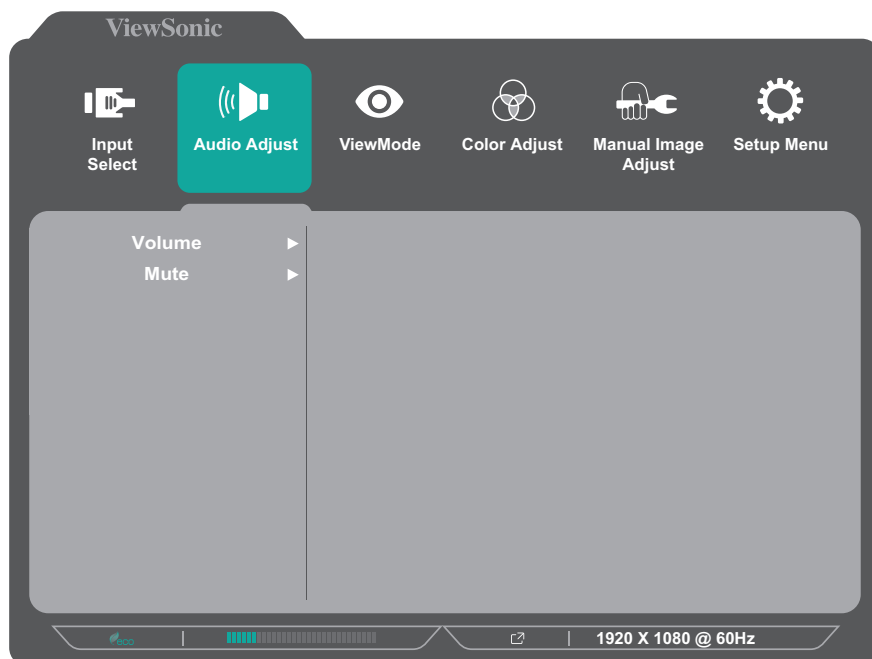 ViewSonic
Input
Select
Audio Adjust
ViewMode
Color Adjust
Manual Image
Adjust
Setup Menu
Volume
Mute
eco
1920 X 1080 @ 60Hz